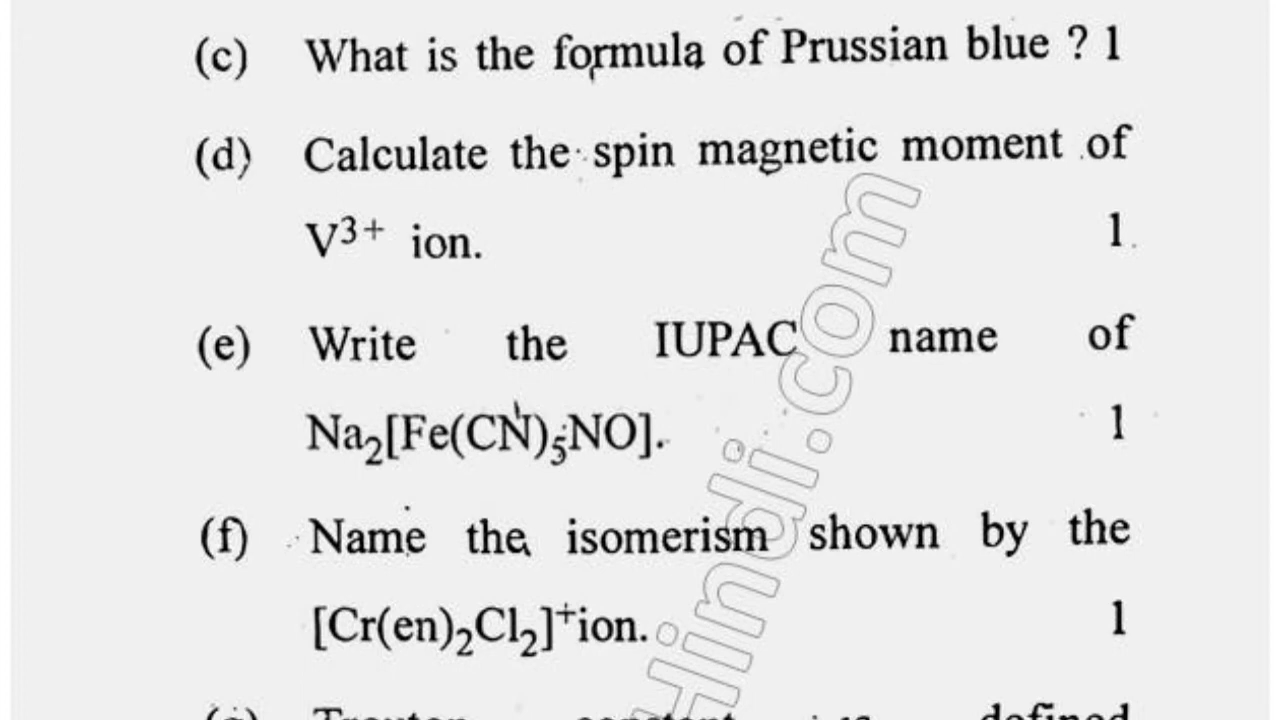 (c) What is the formula of Prussian blue ? 1
(d) Calculate the spin magnetic moment of
V³⁺ ion. 1
(e) Write the IUPAC name of
Na₂[Fe(CN)₅NO]. 1
(f) Name the isomerism shown by the
[Cr(en)₂Cl₂]⁺ion. 1
Hindi.com